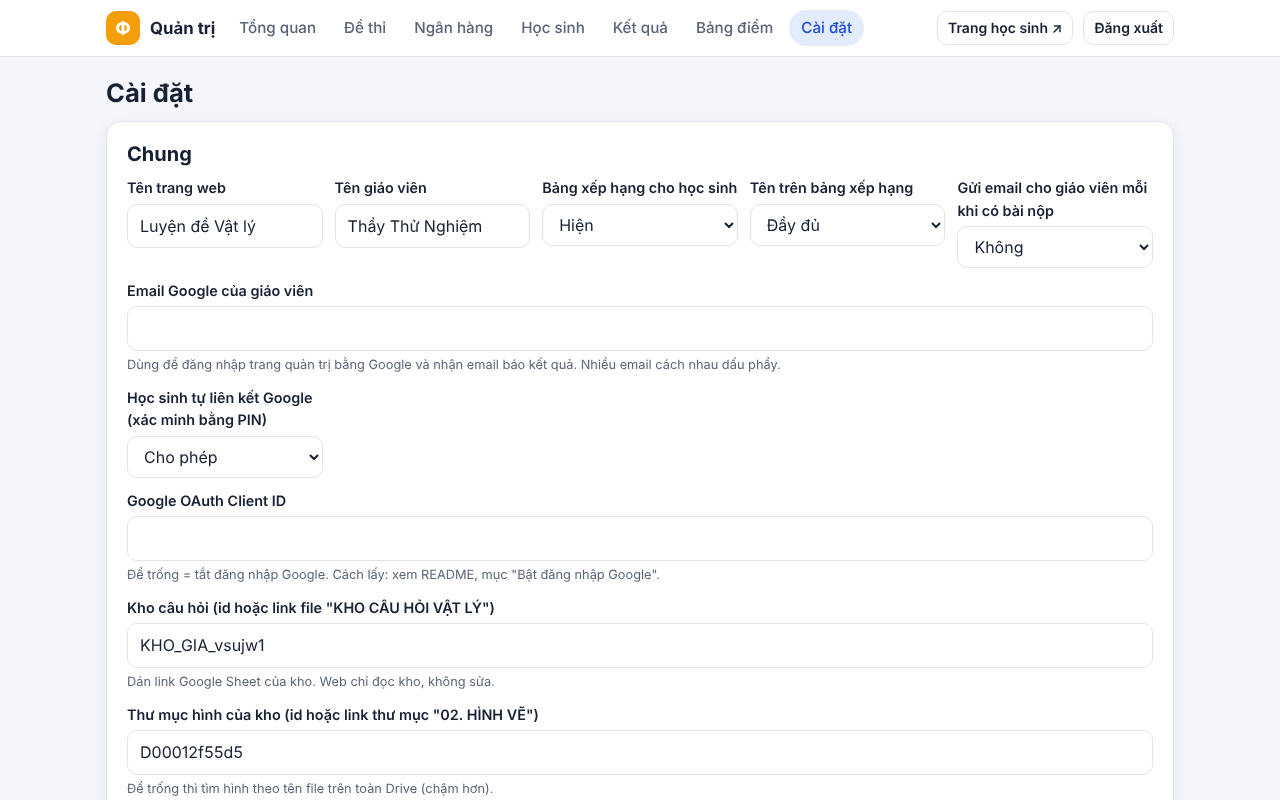 Φ Quản trị Tổng quan Đề thi Ngân hàng Học sinh Kết quả Bảng điểm Cài đặt Trang học sinh ↗ Đăng xuất
Cài đặt
Chung
Tên trang web
Luyện đề Vật lý
Tên giáo viên
Thầy Thử Nghiệm
Bảng xếp hạng cho học sinh
Hiện
Tên trên bảng xếp hạng
Đầy đủ
Gửi email cho giáo viên mỗi
khi có bài nộp
Không
Email Google của giáo viên
Dùng để đăng nhập trang quản trị bằng Google và nhận email báo kết quả. Nhiều email cách nhau dấu phẩy.
Học sinh tự liên kết Google
(xác minh bằng PIN)
Cho phép
Google OAuth Client ID
Để trống = tắt đăng nhập Google. Cách lấy: xem README, mục "Bật đăng nhập Google".
Kho câu hỏi (id hoặc link file "KHO CÂU HỎI VẬT LÝ")
KHO_GIA_vsujw1
Dán link Google Sheet của kho. Web chỉ đọc kho, không sửa.
Thư mục hình của kho (id hoặc link thư mục "02. HÌNH VẼ")
D00012f55d5
Để trống thì tìm hình theo tên file trên toàn Drive (chậm hơn).